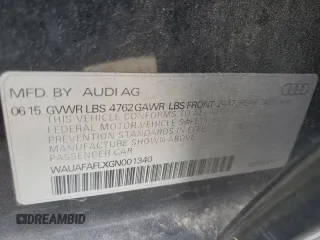 MFD. BY AUDI AG
06 15 GVWR LBS 4762 GAWR LBS FRONT
THIS VEHICLE CONFORMS TO
FEDERAL MOTOR VEHICLE SAFETY
PREVENTION STANDARDS
MANUFACTURE SHOWN ABOVE.
PASSENGER CAR
WAUAFAFLXGN001340
DREAMBID